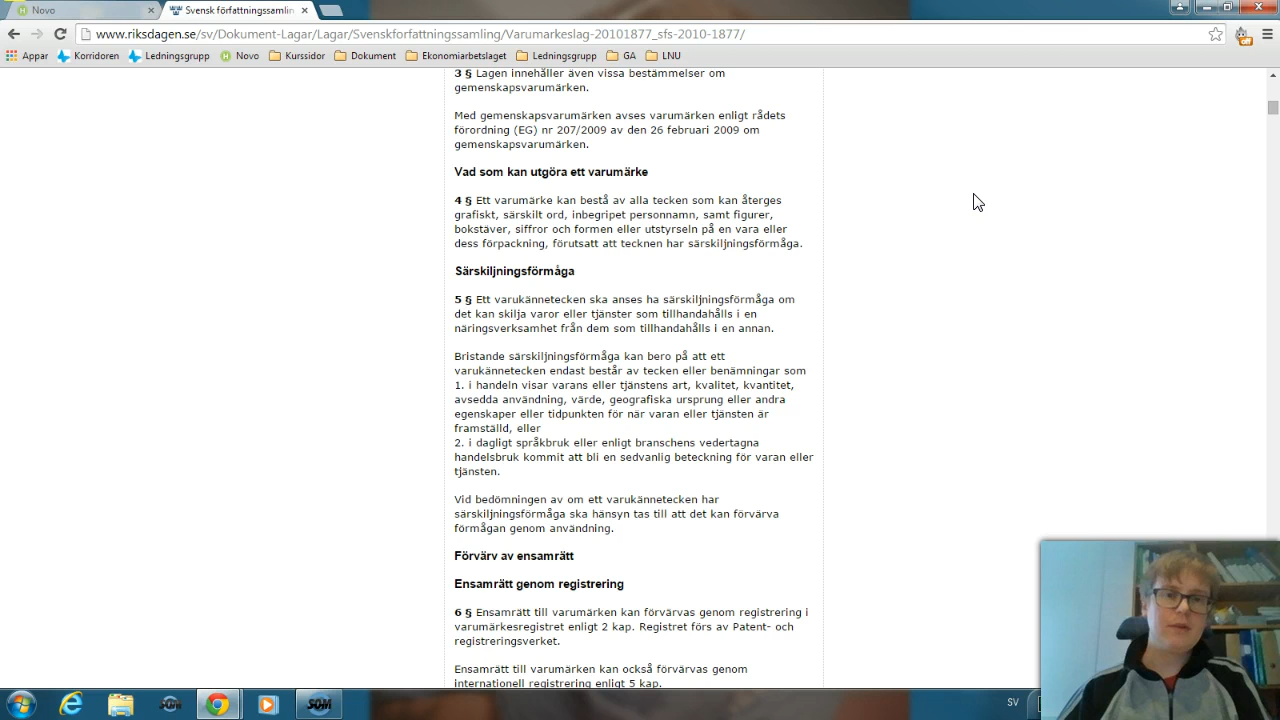 Novo
Svensk författningssamlin
www.riksdagen.se/sv/Dokument-Lagar/Lagar/Svenskforfattningssamling/Varumarkeslag-20101877_sfs-2010-1877/
Appar Korridoren Ledningsgrupp Novo Kurssidor Dokument Ekonomiarbetslaget Ledningsgrupp GA LNU
3 § Lagen innehåller även vissa bestämmelser om
gemenskapsvarumärken.
Med gemenskapsvarumärken avses varumärken enligt rådets
förordning (EG) nr 207/2009 av den 26 februari 2009 om
gemenskapsvarumärken.
Vad som kan utgöra ett varumärke
4 § Ett varumärke kan bestå av alla tecken som kan återges
grafiskt, särskilt ord, inbegripet personnamn, samt figurer,
bokstäver, siffror och formen eller utstyrseln på en vara eller
dess förpackning, förutsatt att tecknen har särskiljningsförmåga.
Särskiljningsförmåga
5 § Ett varukännetecken ska anses ha särskiljningsförmåga om
det kan skilja varor eller tjänster som tillhandahålls i en
näringsverksamhet från dem som tillhandahålls i en annan.
Bristande särskiljningsförmåga kan bero på att ett
varukännetecken endast består av tecken eller benämningar som
1. i handeln visar varans eller tjänstens art, kvalitet, kvantitet,
avsedda användning, värde, geografiska ursprung eller andra
egenskaper eller tidpunkten för när varan eller tjänsten är
framställd, eller
2. i dagligt språkbruk eller enligt branschens vedertagna
handelsbruk kommit att bli en sedvanlig beteckning för varan eller
tjänsten.
Vid bedömningen av om ett varukännetecken har
särskiljningsförmåga ska hänsyn tas till att det kan förvärva
förmågan genom användning.
Förvärv av ensamrätt
Ensamrätt genom registrering
6 § Ensamrätt till varumärken kan förvärvas genom registrering i
varumärkesregistret enligt 2 kap. Registret förs av Patent- och
registreringsverket.
Ensamrätt till varumärken kan också förvärvas genom
internationell registrering enligt 5 kap.
SOM SOM SV